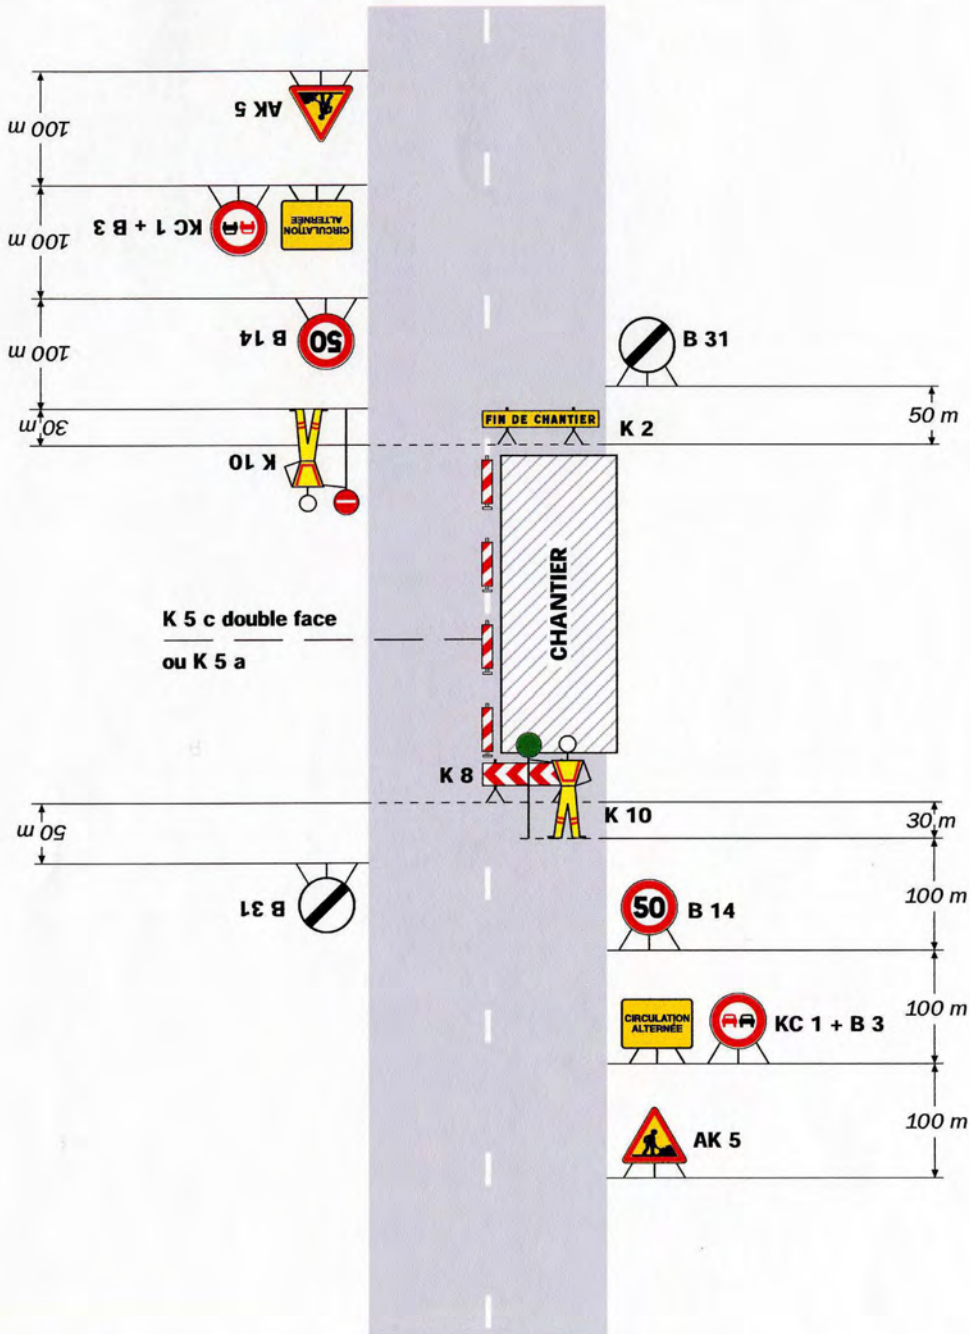 100 m
AK 5
100 m
KC 1 + B 3
CIRCULATION
ALTERNÉE
100 m
B 14
50
B 31
30 m
FIN DE CHANTIER
K 2
50 m
K 10
CHANTIER
K 5 c double face
ou K 5 a
K 8
50 m
K 10
30 m
B 31
50
B 14
100 m
CIRCULATION
ALTERNÉE
KC 1 + B 3
100 m
AK 5
100 m